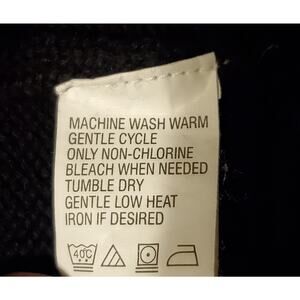 MACHINE WASH WARM
GENTLE CYCLE
ONLY NON-CHLORINE
BLEACH WHEN NEEDED
TUMBLE DRY
GENTLE LOW HEAT
IRON IF DESIRED
40C